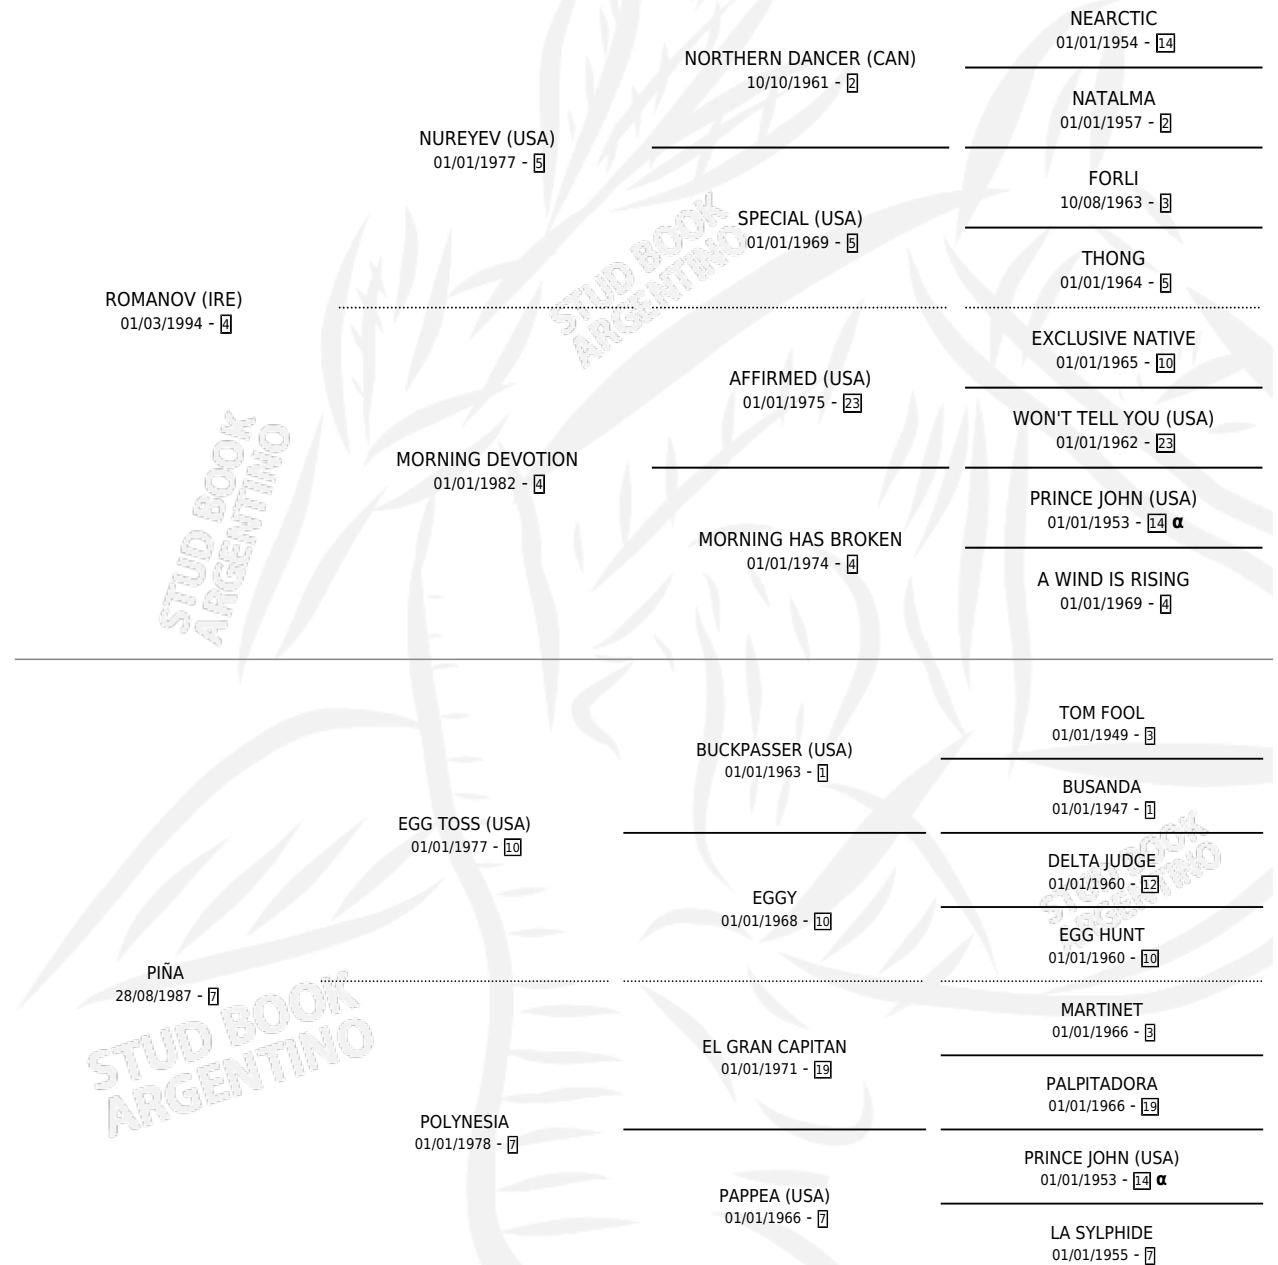 NEARCTIC
01/01/1954 - 14
NORTHERN DANCER (CAN)
10/10/1961 - 2
NATALMA
01/01/1957 - 2
NUREYEV (USA)
01/01/1977 - 5
FORLI
10/08/1963 - 3
SPECIAL (USA)
01/01/1969 - 5
THONG
01/01/1964 - 5
ROMANOV (IRE)
01/03/1994 - 4
EXCLUSIVE NATIVE
01/01/1965 - 10
AFFIRMED (USA)
01/01/1975 - 23
WON'T TELL YOU (USA)
01/01/1962 - 23
MORNING DEVOTION
01/01/1982 - 4
PRINCE JOHN (USA)
01/01/1953 - 14 α
MORNING HAS BROKEN
01/01/1974 - 4
A WIND IS RISING
01/01/1969 - 4
TOM FOOL
01/01/1949 - 3
BUCKPASSER (USA)
01/01/1963 - 1
BUSANDA
01/01/1947 - 1
EGG TOSS (USA)
01/01/1977 - 10
DELTA JUDGE
01/01/1960 - 12
EGGY
01/01/1968 - 10
EGG HUNT
01/01/1960 - 10
PIÑA
28/08/1987 - 7
MARTINET
01/01/1966 - 3
EL GRAN CAPITAN
01/01/1971 - 19
PALPITADORA
01/01/1966 - 19
POLYNESIA
01/01/1978 - 7
PRINCE JOHN (USA)
01/01/1953 - 14 α
PAPPEA (USA)
01/01/1966 - 7
LA SYLPHIDE
01/01/1955 - 7
STUD BOOK
ARGENTINO
STUD BOOK
ARGENTINO
STUD BOOK
ARGENTINO
STUD BOOK
ARGENTINO